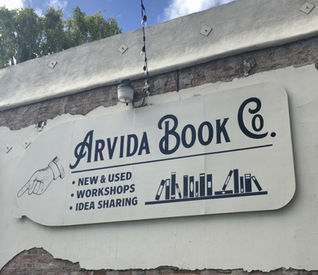 ARVIDA BOOK CO.
• NEW & USED
• WORKSHOPS
• IDEA SHARING